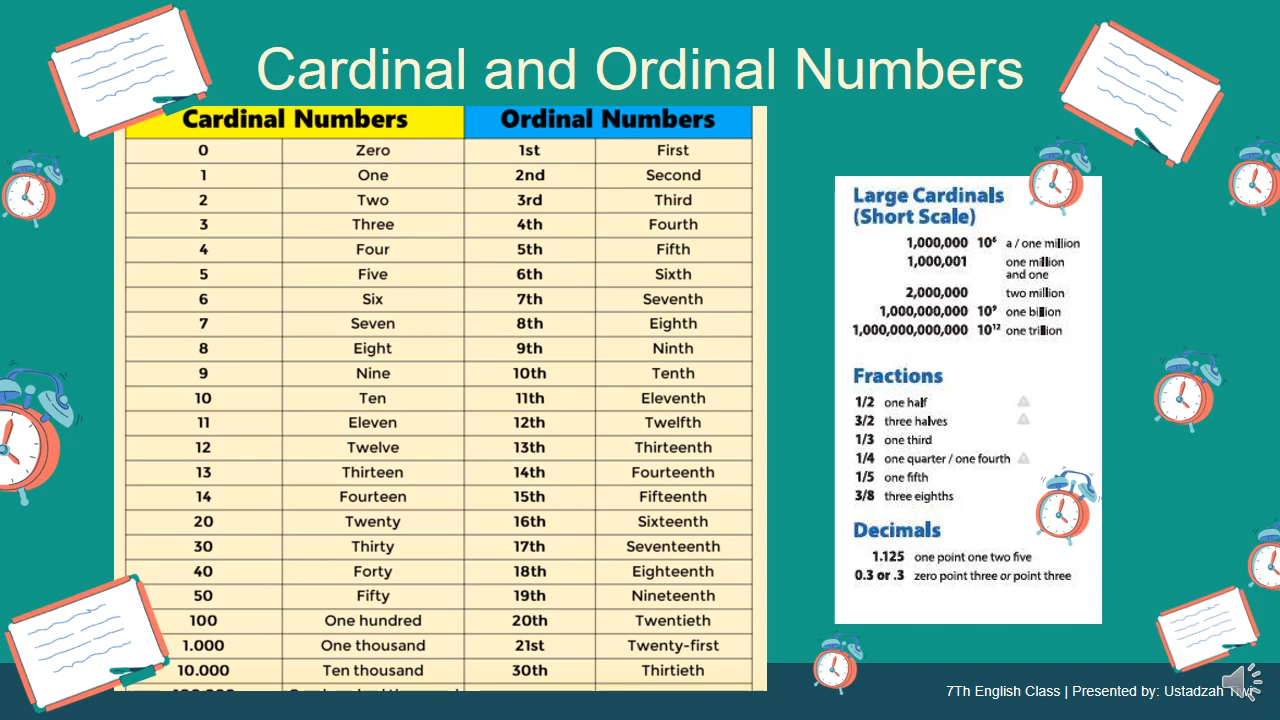 Cardinal and Ordinal Numbers
Cardinal Numbers Ordinal Numbers
0 Zero 1st First
1 One 2nd Second
2 Two 3rd Third
3 Three 4th Fourth
4 Four 5th Fifth
5 Five 6th Sixth
6 Six 7th Seventh
7 Seven 8th Eighth
8 Eight 9th Ninth
9 Nine 10th Tenth
10 Ten 11th Eleventh
11 Eleven 12th Twelfth
12 Twelve 13th Thirteenth
13 Thirteen 14th Fourteenth
14 Fourteen 15th Fifteenth
20 Twenty 16th Sixteenth
30 Thirty 17th Seventeenth
40 Forty 18th Eighteenth
50 Fifty 19th Nineteenth
100 One hundred 20th Twentieth
1.000 One thousand 21st Twenty-first
10.000 Ten thousand 30th Thirtieth
Large Cardinals
(Short Scale)
1,000,000 10⁶ a / one million
1,000,001 one million
and one
2,000,000 two million
1,000,000,000 10⁹ one billion
1,000,000,000,000 10¹² one trillion
Fractions
1/2 one half
3/2 three halves
1/3 one third
1/4 one quarter / one fourth
1/5 one fifth
3/8 three eighths
Decimals
1.125 one point one two five
0.3 or .3 zero point three or point three
7Th English Class | Presented by: Ustadzah